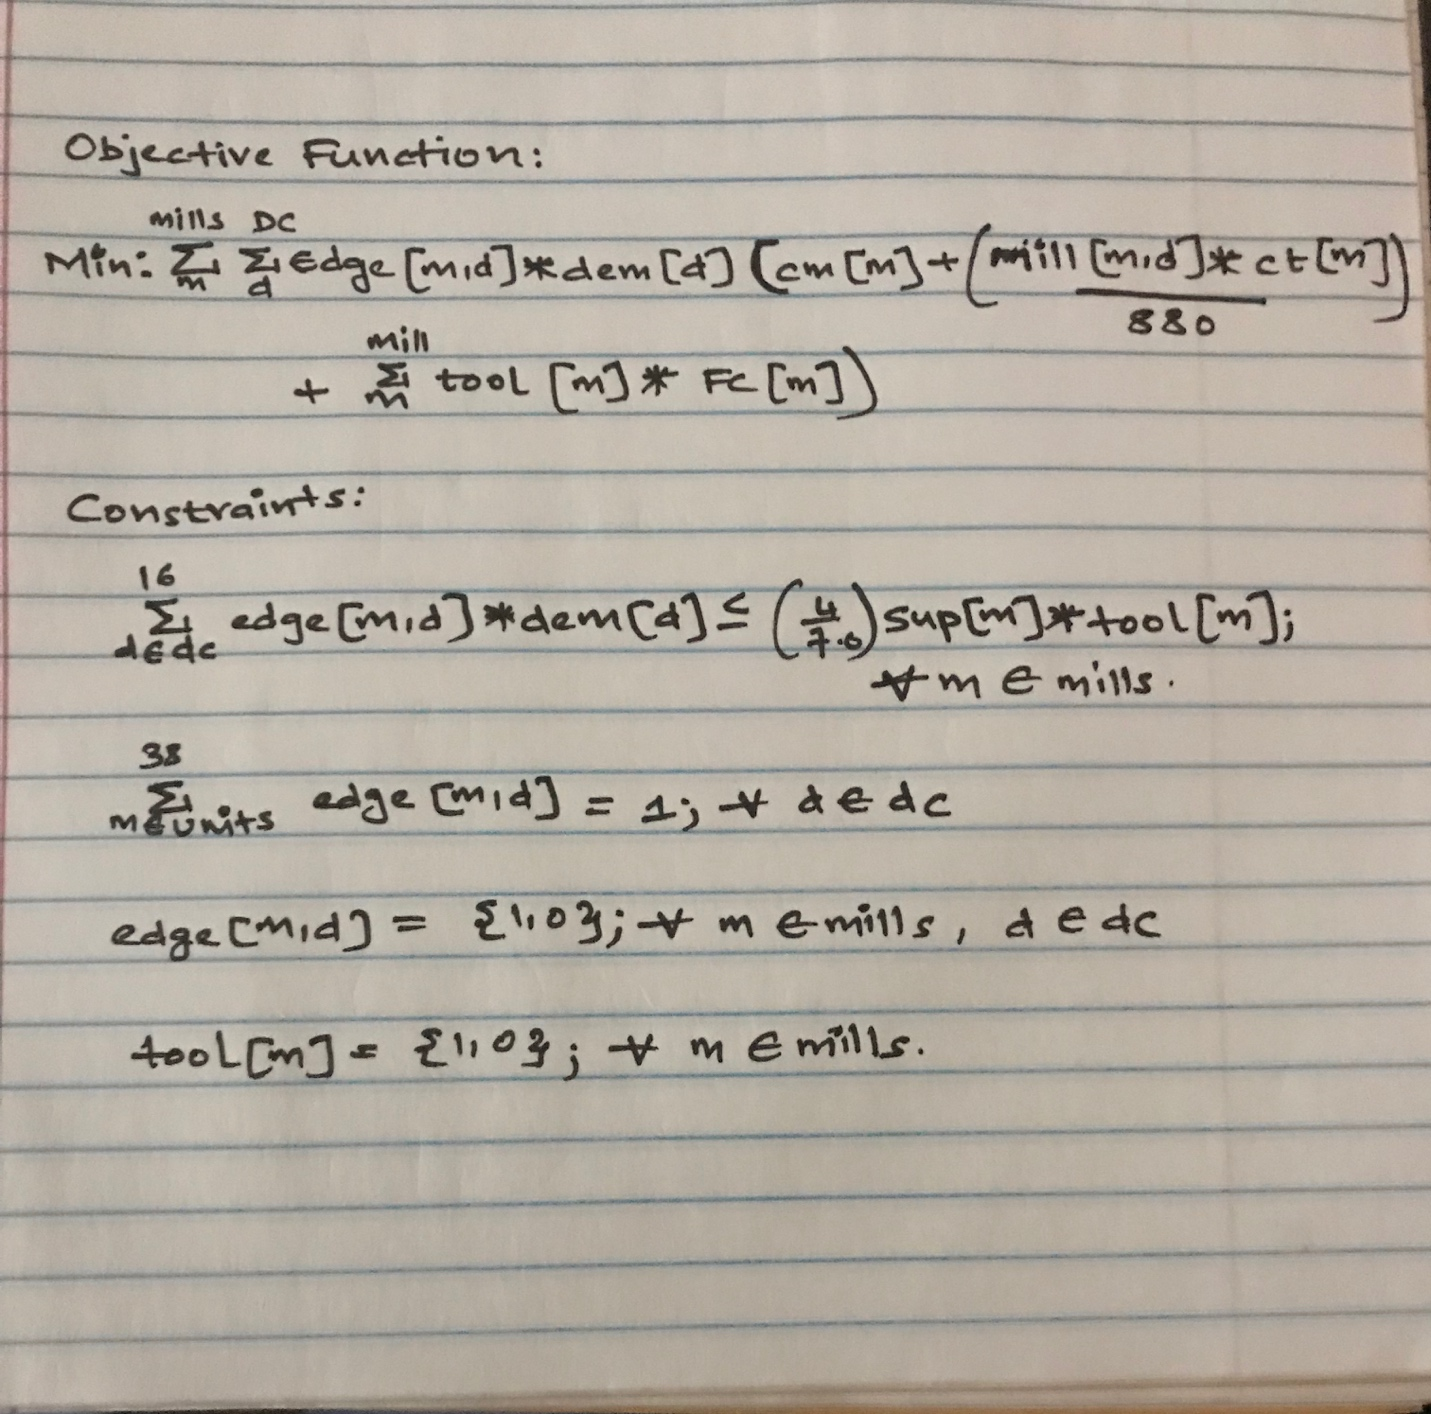 Objective Function:
mills DC
Min: Σ Σ Edge [m,d] * dem [d] (cm [m] + (miill [m,d] * ct [m])
m d
880
mill
+ Σ tool [m] * FC [m])
m
Constraints:
16
Σ edge [m,d] * dem [d] ≤ (4/7.0) sup[m] * tool [m];
d∈dc
∀ m ∈ mills.
38
Σ edge [m,d] = 1; ∀ d ∈ dc
m∈units
edge [m,d] = {1,0}; ∀ m ∈ mills, d ∈ dc
tool [m] = {1,0}; ∀ m ∈ mills.